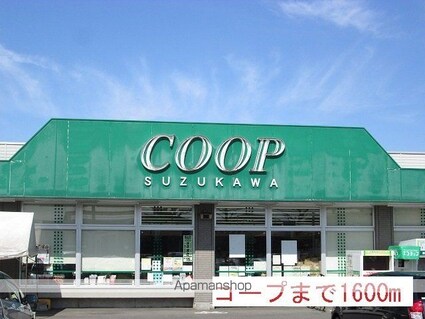 COOP
SUZUKAWA
Apamanshop
コープまで1600m